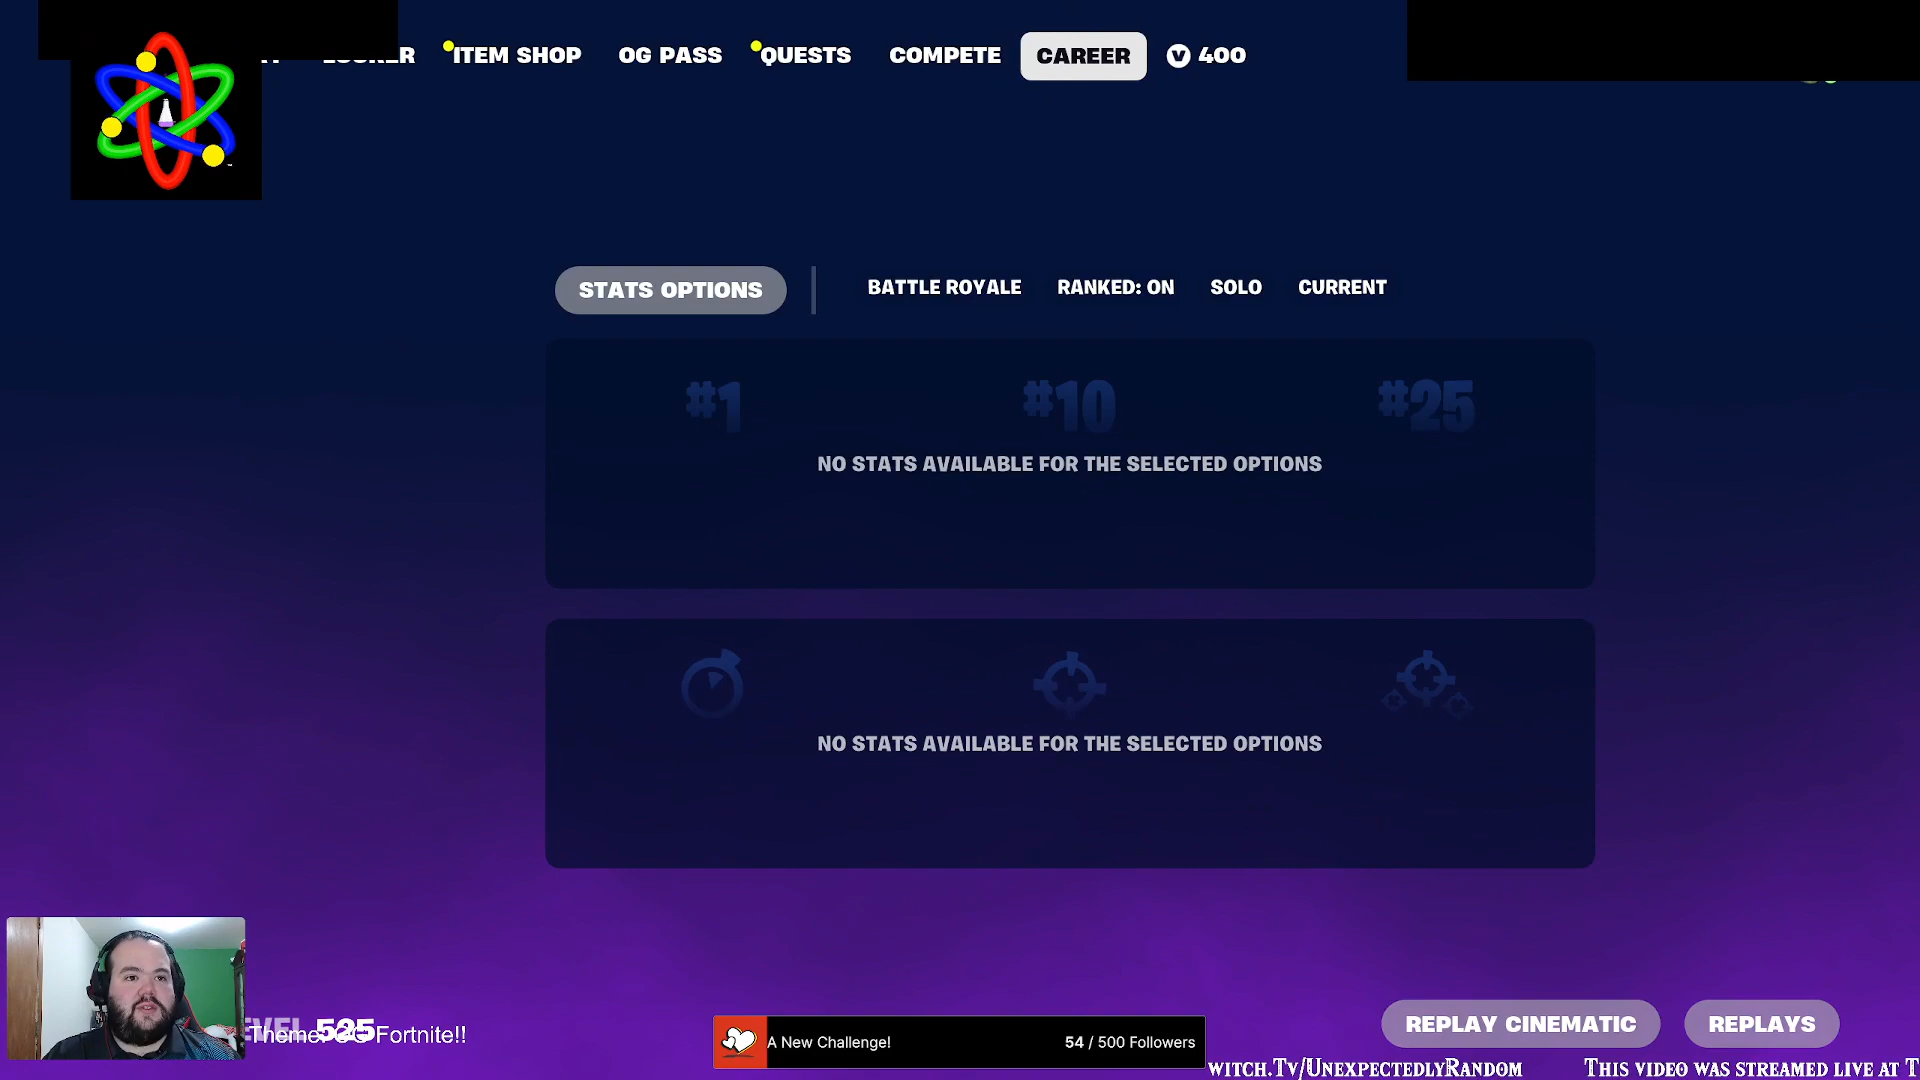 LOCKER ITEM SHOP OG PASS QUESTS COMPETE CAREER V 400
STATS OPTIONS BATTLE ROYALE RANKED: ON SOLO CURRENT
#1 #10 #25
NO STATS AVAILABLE FOR THE SELECTED OPTIONS
NO STATS AVAILABLE FOR THE SELECTED OPTIONS
525
Fortnite!!
A New Challenge! 54 / 500 Followers
REPLAY CINEMATIC REPLAYS
witch.Tv/UnexpectedlyRandom This video was streamed live at T